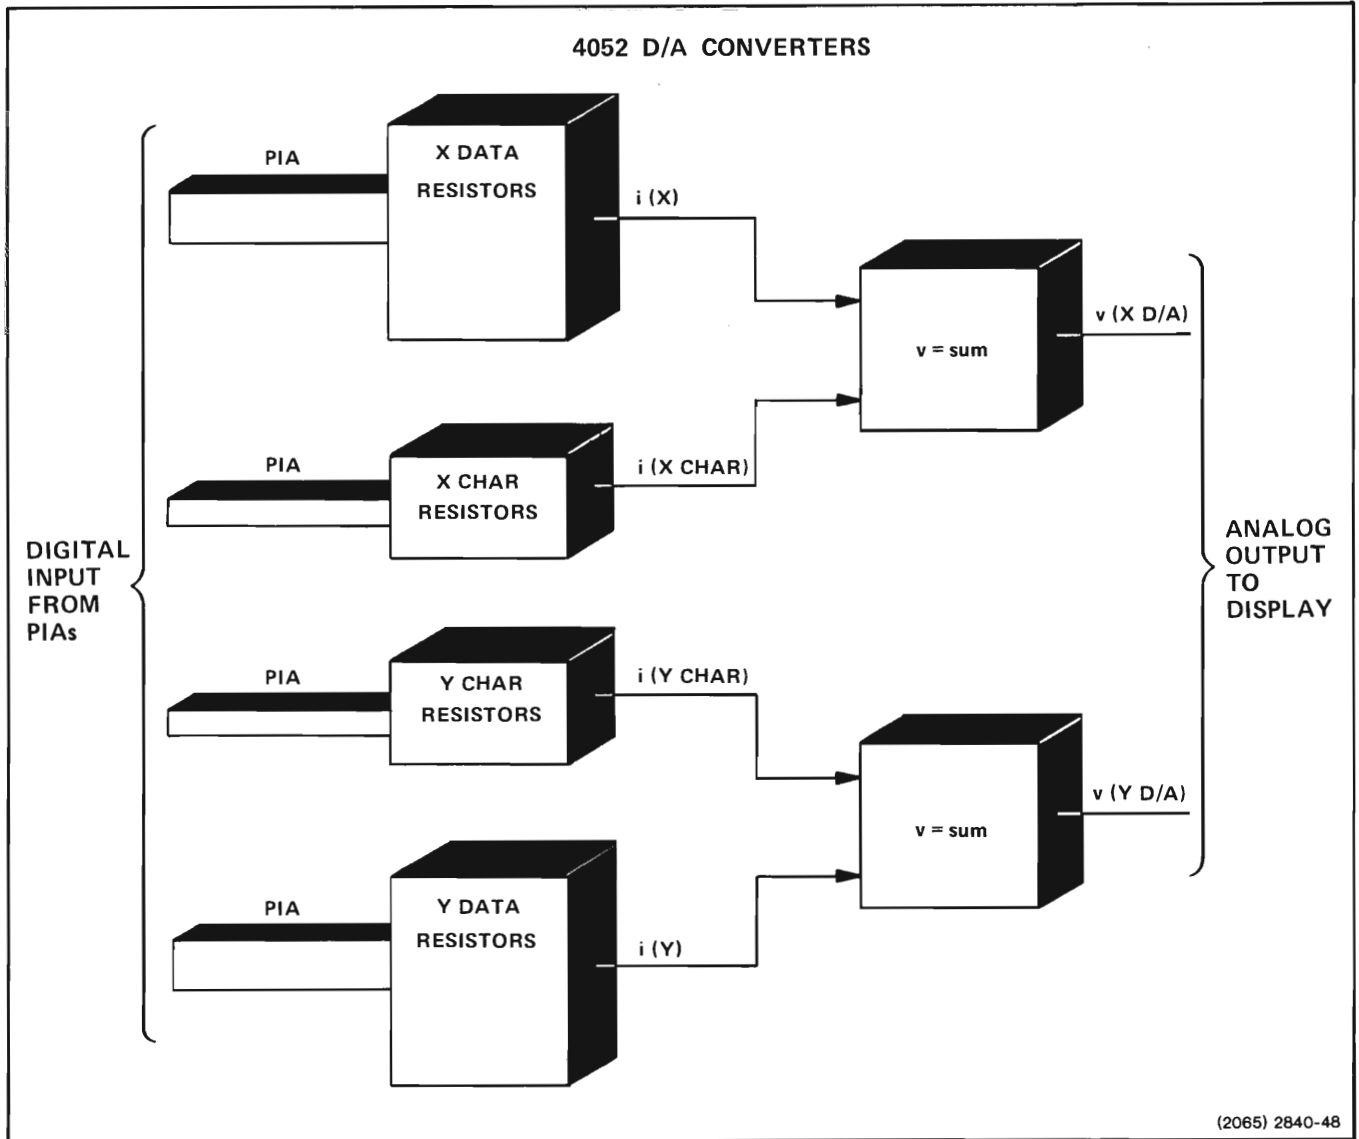 4052 D/A CONVERTERS
DIGITAL
INPUT
FROM
PIAs
PIA
X DATA
RESISTORS
i (X)
PIA
X CHAR
RESISTORS
i (X CHAR)
v = sum
v (X D/A)
PIA
Y CHAR
RESISTORS
i (Y CHAR)
PIA
Y DATA
RESISTORS
i (Y)
v = sum
v (Y D/A)
ANALOG
OUTPUT
TO
DISPLAY
(2065) 2840-48